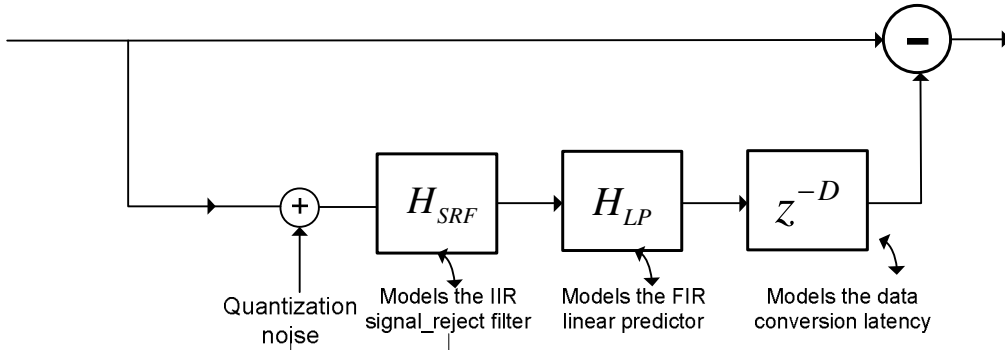 -
+
H_SRF
H_LP
z^-D
Quantization
noise
Models the IIR
signal_reject filter
Models the FIR
linear predictor
Models the data
conversion latency